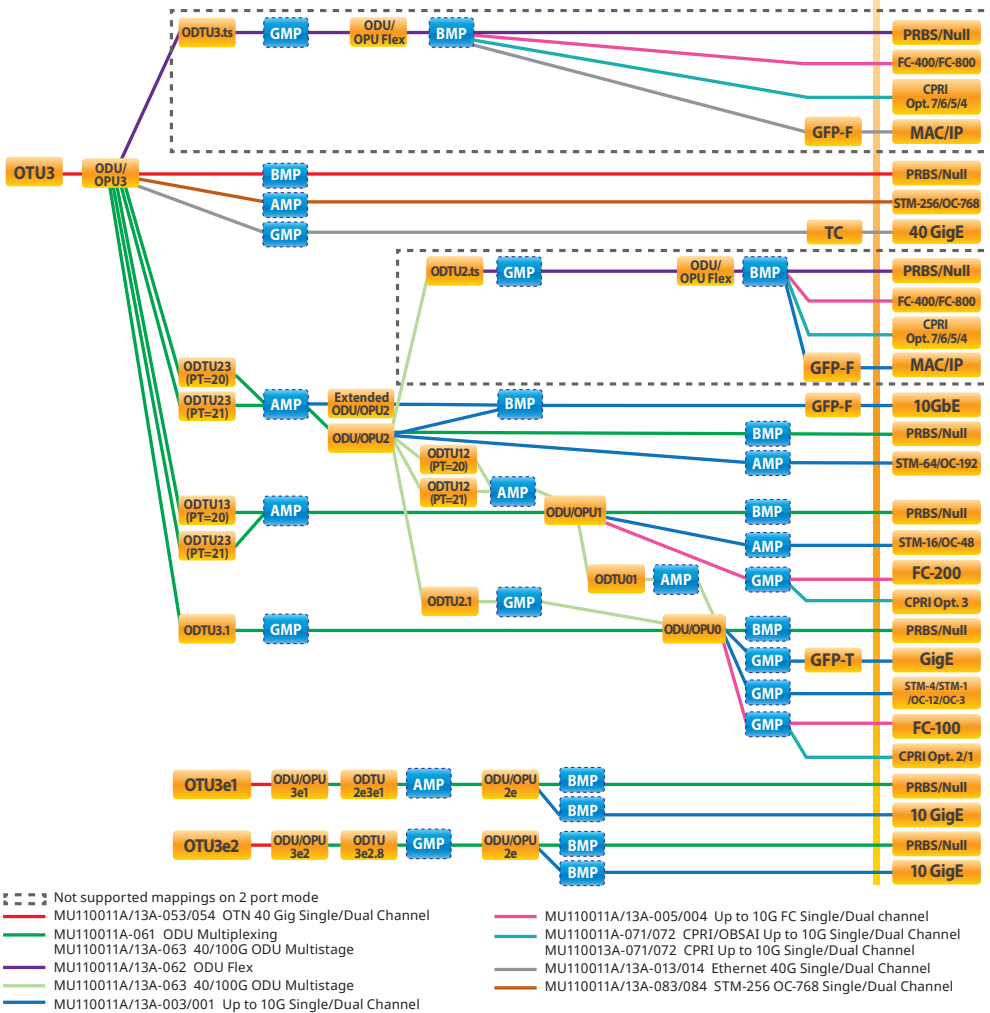 ODTU3.ts
GMP
ODU/
OPU Flex
BMP
PRBS/Null
FC-400/FC-800
CPRI
Opt. 7/6/5/4
GFP-F
MAC/IP
OTU3
ODU/
OPU3
BMP
PRBS/Null
AMP
STM-256/OC-768
GMP
TC
40 GigE
ODTU2.ts
GMP
ODU/
OPU Flex
BMP
PRBS/Null
FC-400/FC-800
CPRI
Opt. 7/6/5/4
GFP-F
MAC/IP
ODTU23
(PT=20)
ODTU23
(PT=21)
AMP
Extended
ODU/OPU2
BMP
GFP-F
10GbE
ODU/OPU2
BMP
PRBS/Null
ODTU12
(PT=20)
AMP
STM-64/OC-192
ODTU12
(PT=21)
AMP
ODTU13
(PT=20)
AMP
ODU/OPU1
BMP
PRBS/Null
ODTU23
(PT=21)
AMP
STM-16/OC-48
ODTU01
AMP
GMP
FC-200
CPRI Opt. 3
ODTU2.1
GMP
ODTU3.1
GMP
ODU/OPU0
BMP
PRBS/Null
GMP
GFP-T
GigE
GMP
STM-4/STM-1
/OC-12/OC-3
GMP
FC-100
CPRI Opt. 2/1
OTU3e1
ODU/OPU
3e1
ODTU
2e3e1
AMP
ODU/OPU
2e
BMP
PRBS/Null
BMP
10 GigE
OTU3e2
ODU/OPU
3e2
ODTU
3e2.8
GMP
ODU/OPU
2e
BMP
PRBS/Null
BMP
10 GigE
Not supported mappings on 2 port mode
MU110011A/13A-053/054 OTN 40 Gig Single/Dual Channel
MU110011A-061 ODU Multiplexing
MU110011A/13A-063 40/100G ODU Multistage
MU110011A/13A-062 ODU Flex
MU110011A/13A-063 40/100G ODU Multistage
MU110011A/13A-003/001 Up to 10G Single/Dual Channel
MU110011A/13A-005/004 Up to 10G FC Single/Dual channel
MU110011A-071/072 CPRI/OBSAI Up to 10G Single/Dual Channel
MU110013A-071/072 CPRI Up to 10G Single/Dual Channel
MU110011A/13A-013/014 Ethernet 40G Single/Dual Channel
MU110011A/13A-083/084 STM-256 OC-768 Single/Dual Channel